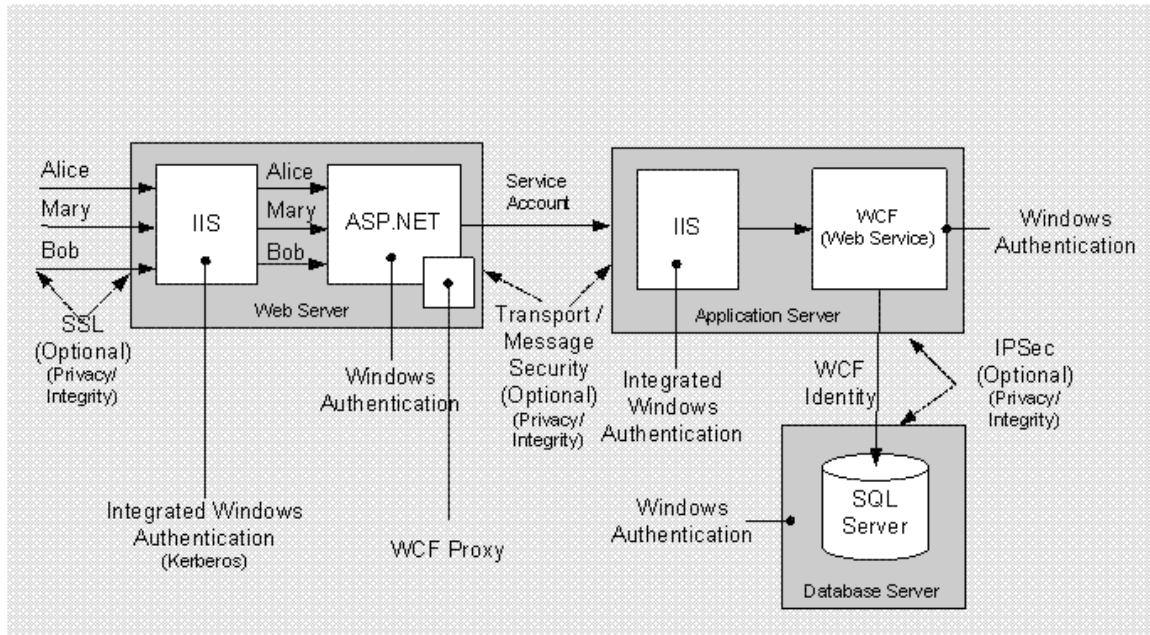 Alice
Mary
Bob
IIS
Alice
Mary
Bob
ASP.NET
Web Server
Service
Account
IIS
WCF
(Web Service)
Application Server
Windows
Authentication
SSL
(Optional)
(Privacy/
Integrity)
Windows
Authentication
Transport /
Message
Security
(Optional)
(Privacy/
Integrity)
Integrated
Windows
Authentication
WCF
Identity
IPSec
(Optional)
(Privacy/
Integrity)
Integrated Windows
Authentication
(Kerberos)
WCF Proxy
Windows
Authentication
SQL
Server
Database Server